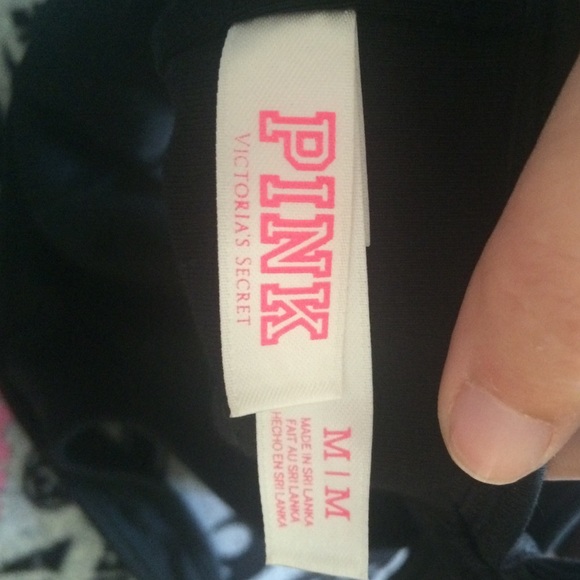 PINK
VICTORIA'S SECRET
M | M
MADE IN SRI LANKA
FAIT AU SRI LANKA
HECHO EN SRI LANKA